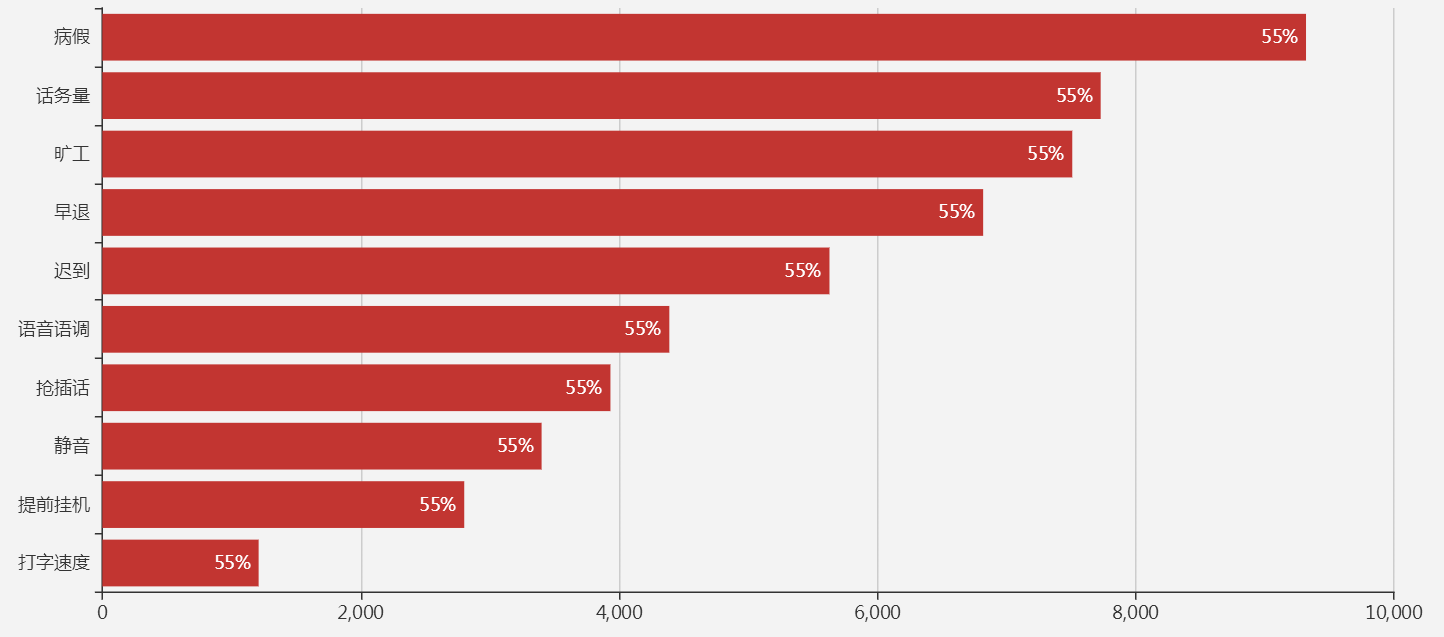 病假 55%
话务量 55%
旷工 55%
早退 55%
迟到 55%
语音语调 55%
抢插话 55%
静音 55%
提前挂机 55%
打字速度 55%
0 2,000 4,000 6,000 8,000 10,000